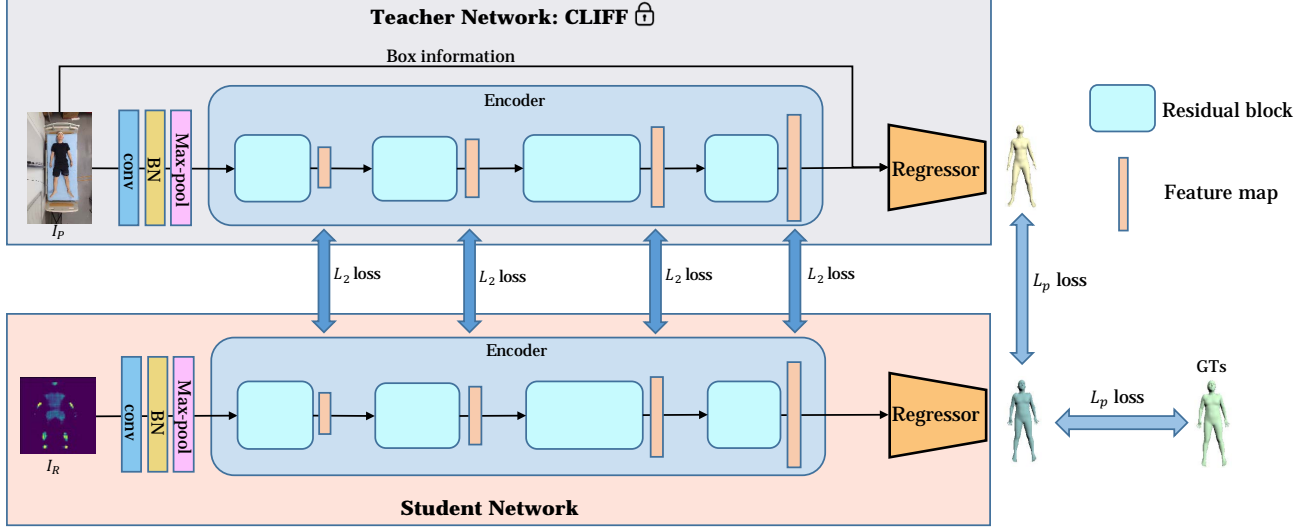 Teacher Network: CLIFF
Box information
Encoder
conv
BN
Max-pool
Regressor
I_P
Residual block
Feature map
L_2 loss
L_2 loss
L_2 loss
L_2 loss
L_p loss
Encoder
conv
BN
Max-pool
Regressor
I_R
GTs
L_p loss
Student Network